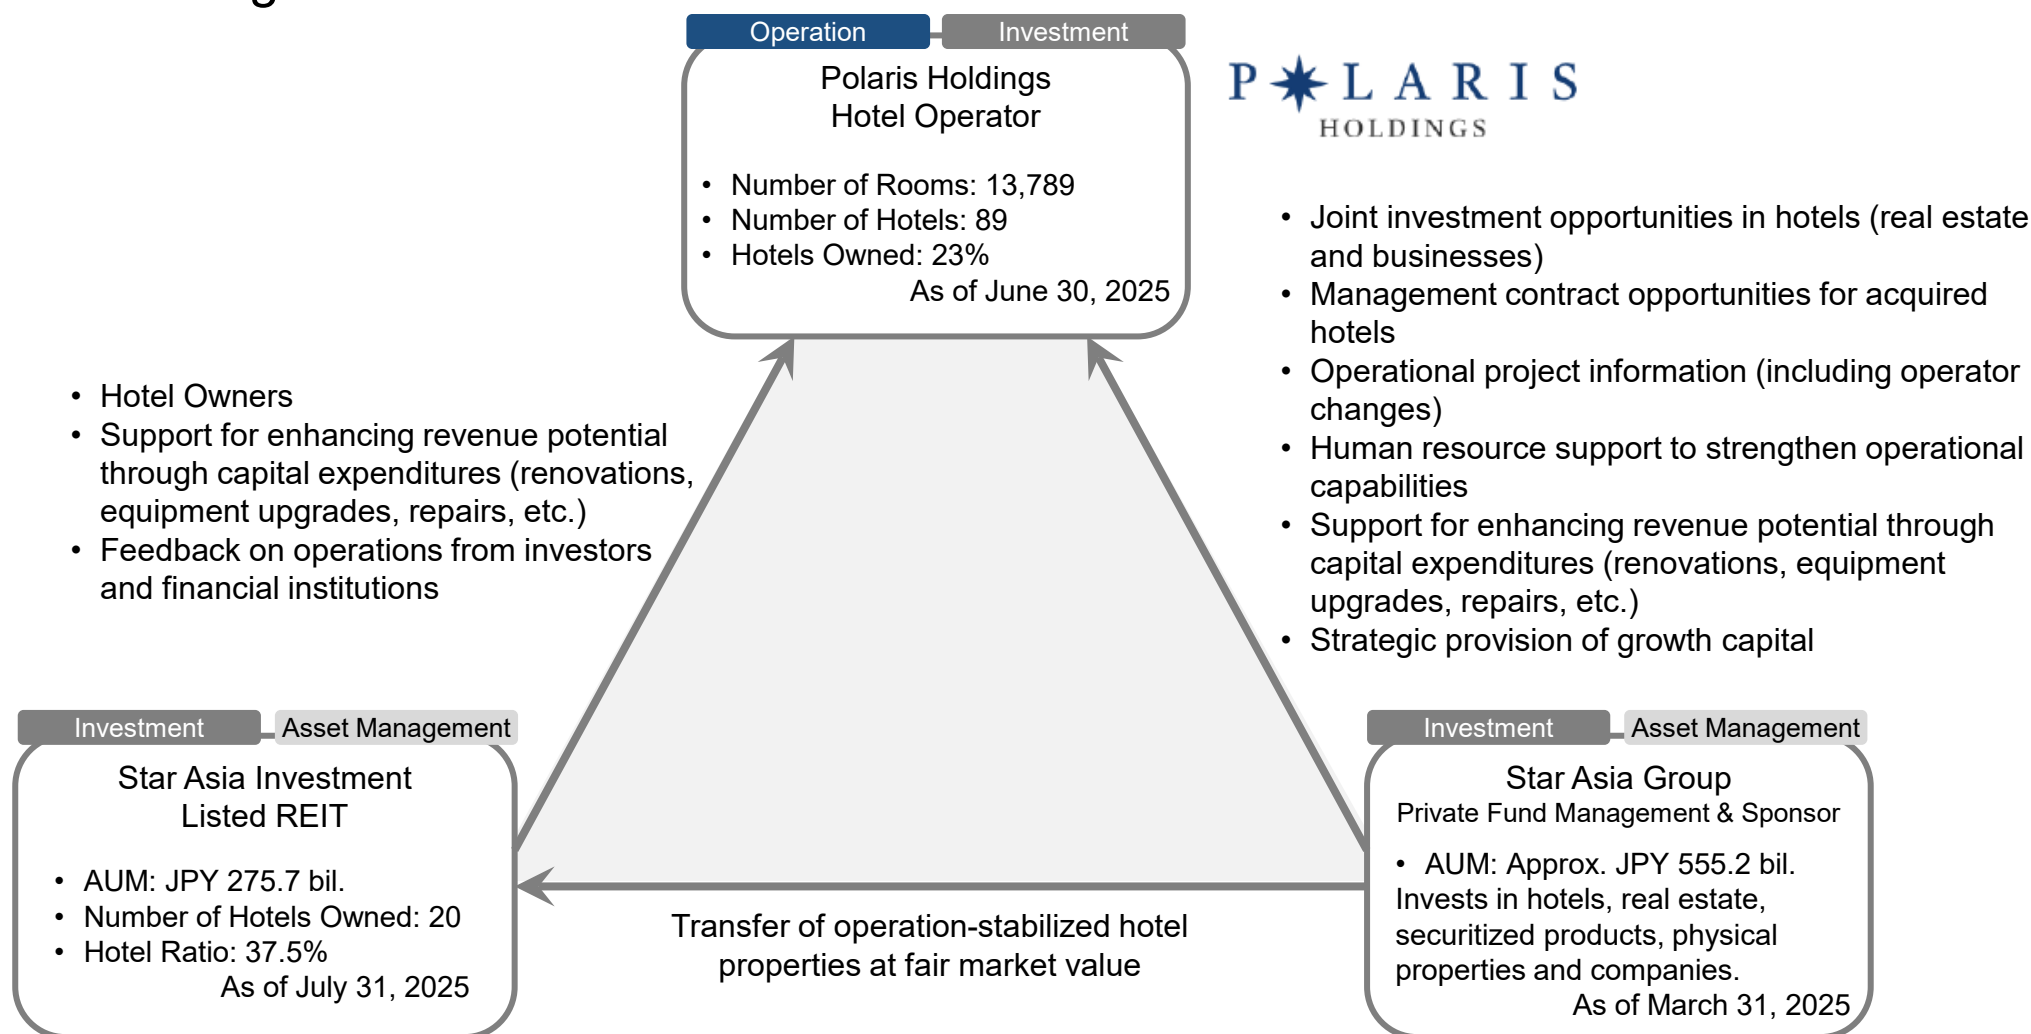 Operation
Investment
Polaris Holdings
Hotel Operator
• Number of Rooms: 13,789
• Number of Hotels: 89
• Hotels Owned: 23%
As of June 30, 2025
P LARIS
HOLDINGS
• Joint investment opportunities in hotels (real estate
and businesses)
• Management contract opportunities for acquired
hotels
• Operational project information (including operator
changes)
• Human resource support to strengthen operational
capabilities
• Support for enhancing revenue potential through
capital expenditures (renovations, equipment
upgrades, repairs, etc.)
• Strategic provision of growth capital
• Hotel Owners
• Support for enhancing revenue potential
through capital expenditures (renovations,
equipment upgrades, repairs, etc.)
• Feedback on operations from investors
and financial institutions
Investment
Asset Management
Star Asia Investment
Listed REIT
• AUM: JPY 275.7 bil.
• Number of Hotels Owned: 20
• Hotel Ratio: 37.5%
As of July 31, 2025
Transfer of operation-stabilized hotel
properties at fair market value
Investment
Asset Management
Star Asia Group
Private Fund Management & Sponsor
• AUM: Approx. JPY 555.2 bil.
Invests in hotels, real estate,
securitized products, physical
properties and companies.
As of March 31, 2025